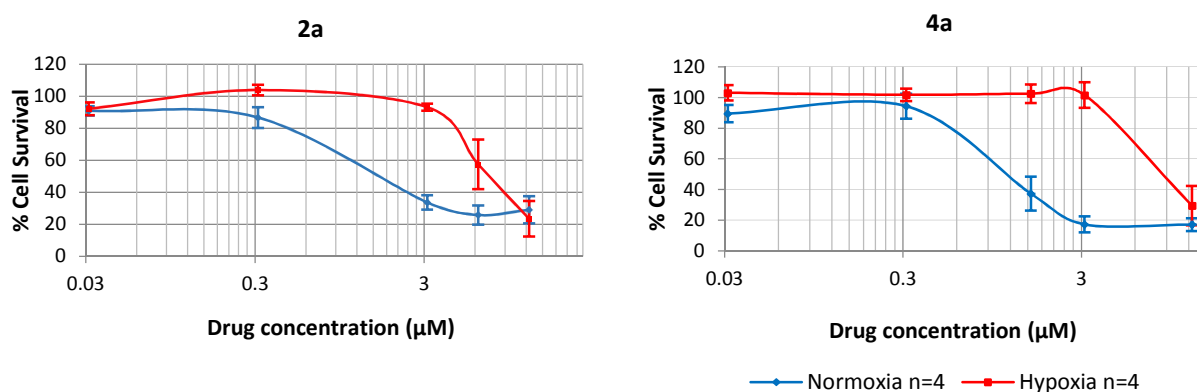 2a
% Cell Survival
120
100
80
60
40
20
0
0.03
0.3
3
Drug concentration (µM)
4a
% Cell Survival
120
100
80
60
40
20
0
0.03
0.3
3
Drug concentration (µM)
Normoxia n=4
Hypoxia n=4